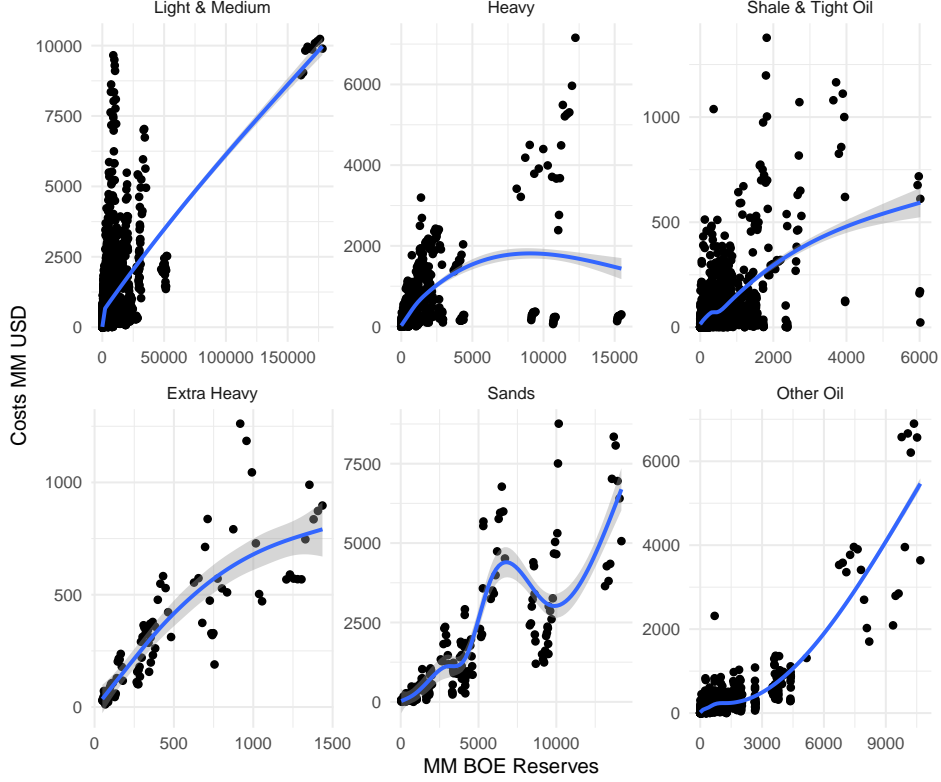 Light & Medium
Heavy
Shale & Tight Oil
10000
7500
5000
2500
0
0 50000 100000 150000
6000
4000
2000
0
0 5000 10000 15000
1000
500
0
0 2000 4000 6000
Costs MM USD
Extra Heavy
Sands
Other Oil
1000
500
0
0 500 1000 1500
7500
5000
2500
0
0 5000 10000
6000
4000
2000
0
0 3000 6000 9000
MM BOE Reserves